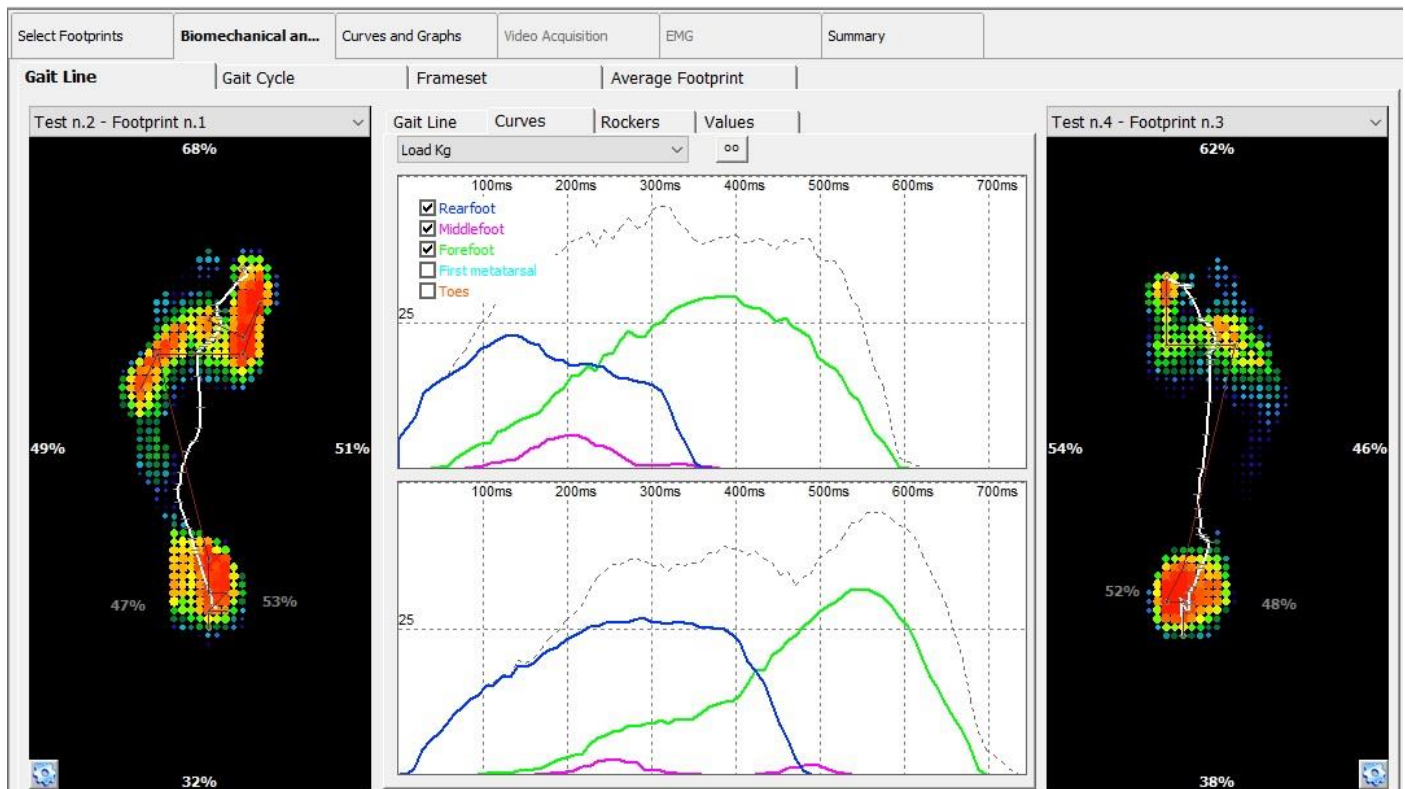 Select Footprints
Biomechanical an...
Curves and Graphs
Video Acquisition
EMG
Summary
Gait Line
Gait Cycle
Frameset
Average Footprint
Test n.2 - Footprint n.1
68%
49%
51%
47%
53%
32%
Gait Line
Curves
Rockers
Values
Load Kg
°°
100ms 200ms 300ms 400ms 500ms 600ms 700ms
Rearfoot
Middlefoot
Forefoot
First metatarsal
Toes
25
100ms 200ms 300ms 400ms 500ms 600ms 700ms
25
Test n.4 - Footprint n.3
62%
54%
46%
52%
48%
38%